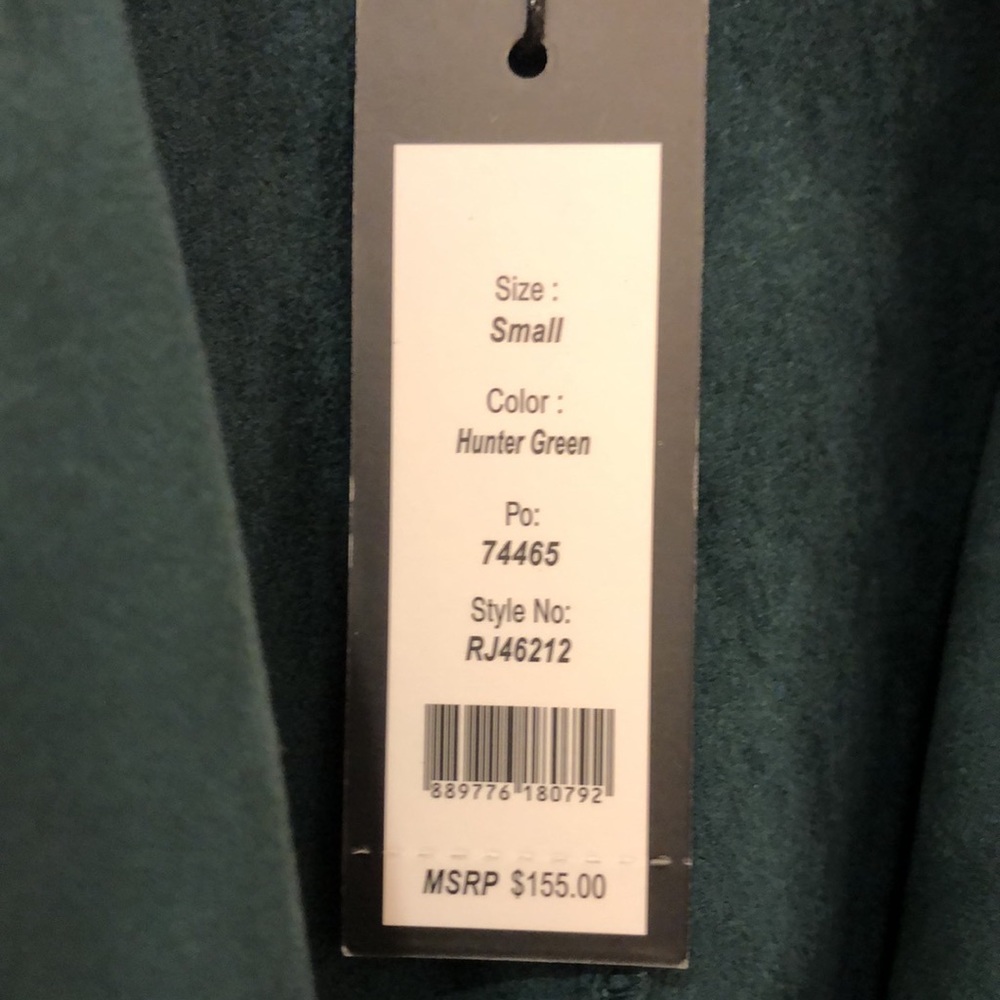 Size :
Small
Color :
Hunter Green
Po:
74465
Style No:
RJ46212
889776 180792
MSRP $155.00